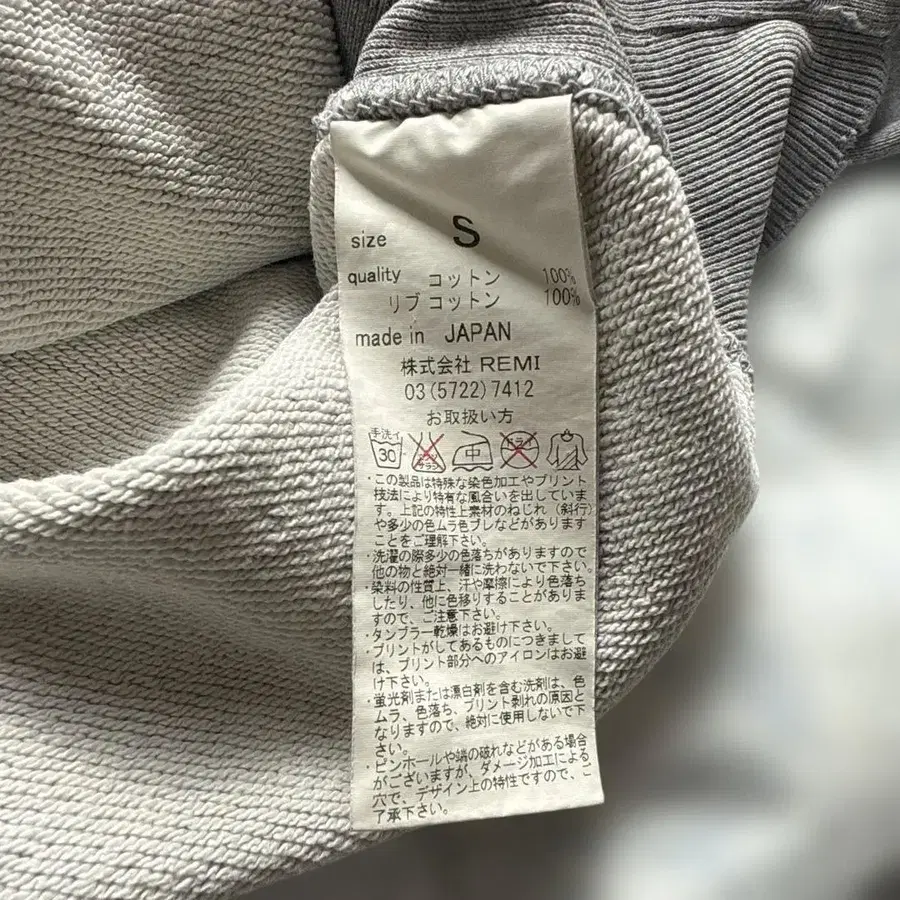 size S
quality コットン 100%
リブコットン 100%
made in JAPAN
株式会社 REMI
03(5722)7412
お取扱い方
手洗イ 30 エンソサラシ 中 ドライ
・この製品は特殊な染色加工やプリント
技法により特有な風合いを出していま
す。上記の特性上素材のねじれ(斜行)
や多少の色ムラ色ブレなどがあります
ことをご理解下さい。
・洗濯の際多少の色落ちがありますので
他の物と絶対一緒に洗わないで下さい。
・染料の性質上、汗や摩擦により色落ち
したり、他に色移りすることがありま
すので、ご注意下さい。
・タンブラー乾燥はお避け下さい。
・プリントがしてあるものにつきまして
は、プリント部分へのアイロンはお避
け下さい。
・蛍光剤または漂白剤を含む洗剤は、色
ムラ、色落ち、プリント剥れの原因と
なりますので、絶対に使用しないで下
さい。
・ピンホールや端の破れなどがある場合
がございますが、ダメージ加工による
穴で、デザイン上の特性ですので、ご
了承下さい。